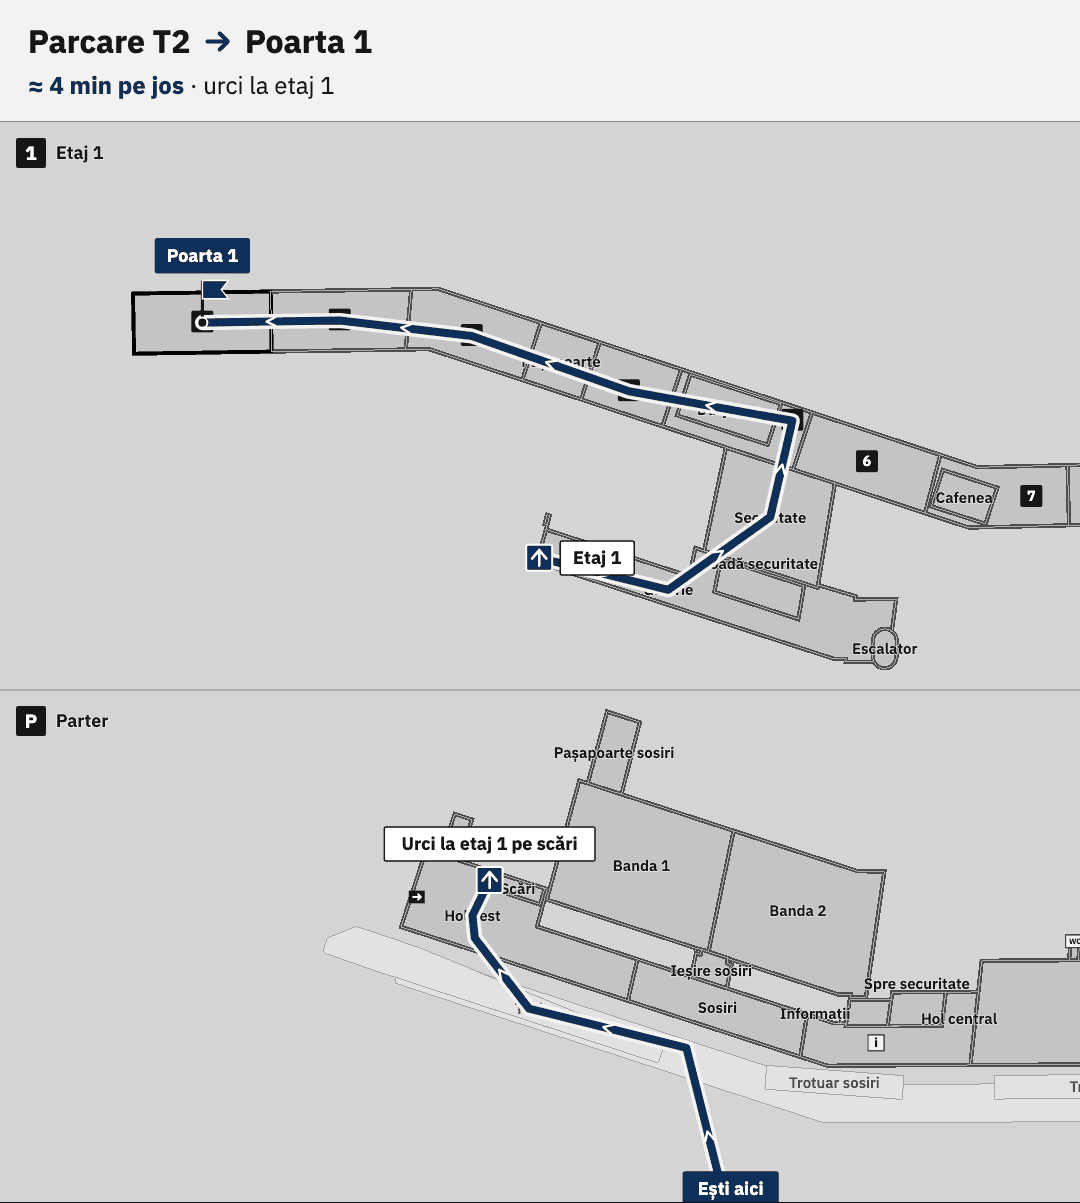 Parcare T2 → Poarta 1
≈ 4 min pe jos · urci la etaj 1
1 Etaj 1
Poarta 1
6
Cafenea
7
Etaj 1
securitate
Escalator
P Parter
Pașapoarte sosiri
Urci la etaj 1 pe scări
Banda 1
Scări
Banda 2
Ieșire sosiri
Spre securitate
Sosiri
Informații
Hol central
i
Trotuar sosiri
Ești aici